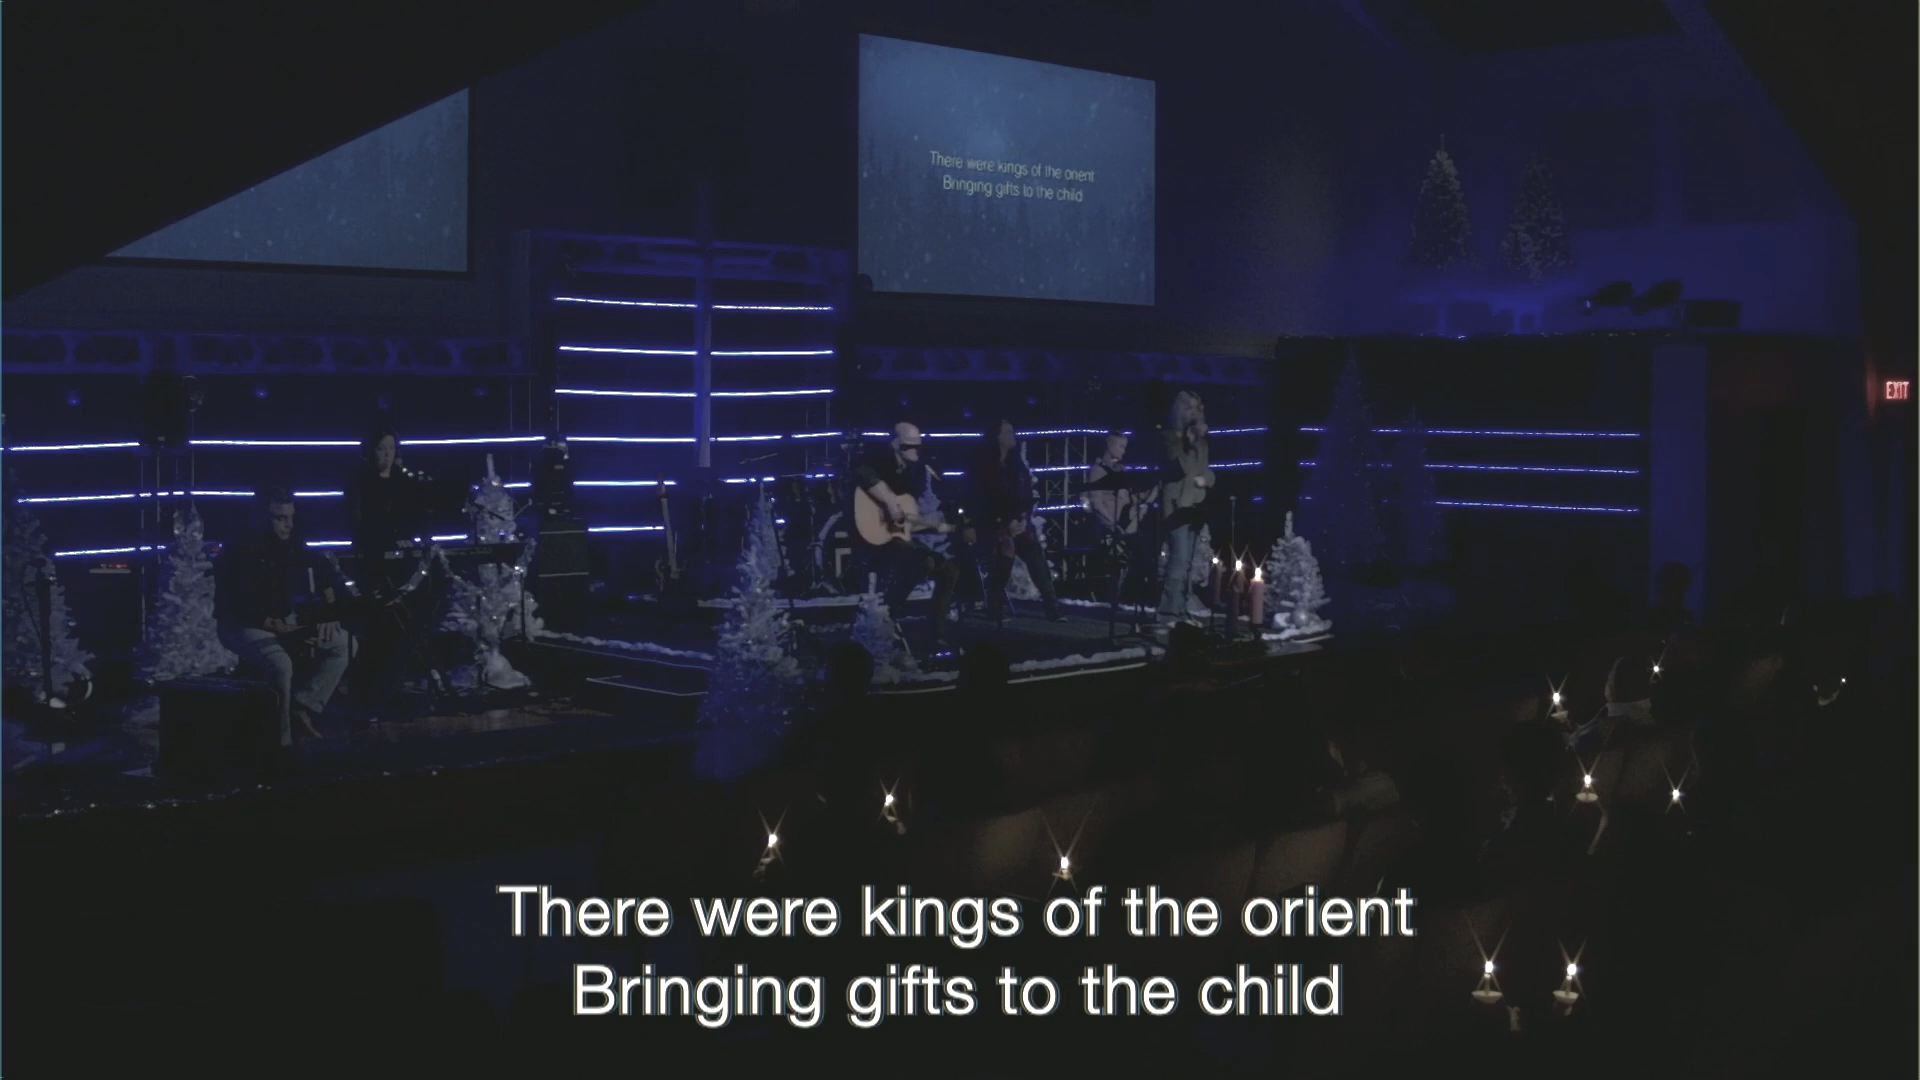 There were kings of the orient
Bringing gifts to the child
EXIT
There were kings of the orient
Bringing gifts to the child